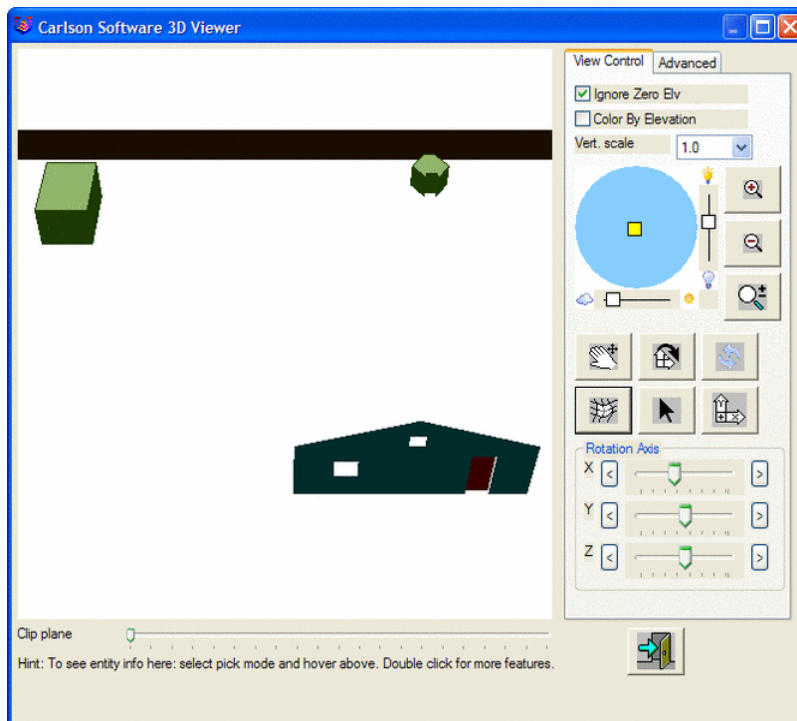 Carlson Software 3D Viewer
View Control
Advanced
Ignore Zero Elv
Color By Elevation
Vert. scale
1.0
Rotation Axis
X < >
Y < >
Z < >
Clip plane
Hint: To see entity info here: select pick mode and hover above. Double click for more features.